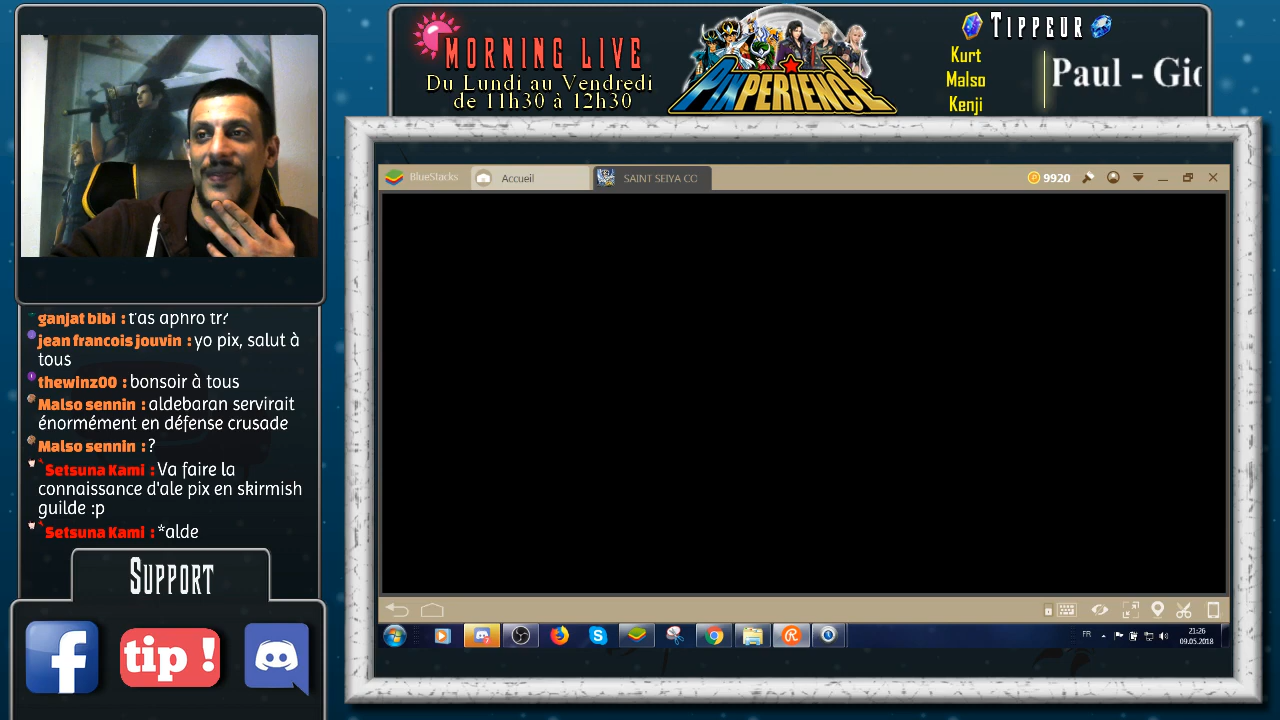 MORNING LIVE
Du Lundi au Vendredi
de 11h30 à 12h30
PIXPERIENCE
TIPPEUR
Kurt
Malso
Kenji
Paul - Gio
BlueStacks
Accueil
SAINT SEIYA CO
9920
ganjat bibi : t'as aphro tr?
jean francois jouvin : yo pix, salut à
tous
thewinz00 : bonsoir à tous
Malso sennin : aldebaran servirait
énormément en défense crusade
Malso sennin : ?
Setsuna Kami : Va faire la
connaissance d'ale pix en skirmish
guilde :p
Setsuna Kami : *alde
SUPPORT
tip !
FR
21:26
09.05.2018